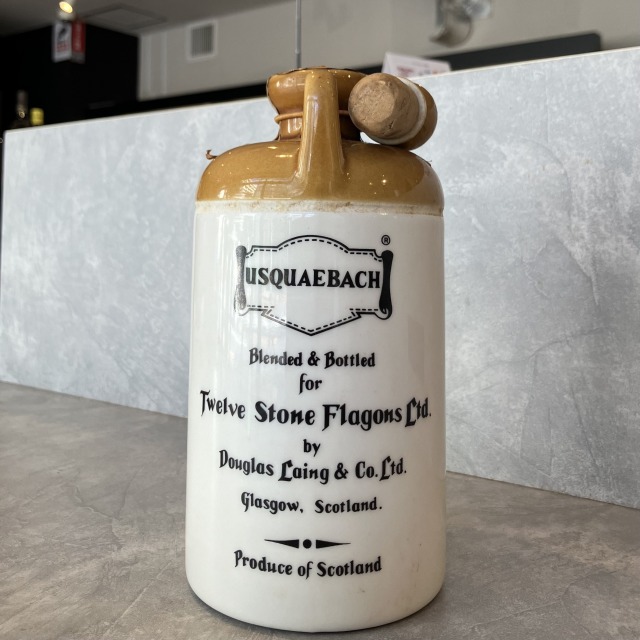 USQUAEBACH ®
Blended & Bottled
for
Twelve Stone Flagons Ltd.
by
Douglas Laing & Co. Ltd.
Glasgow, Scotland.
Produce of Scotland